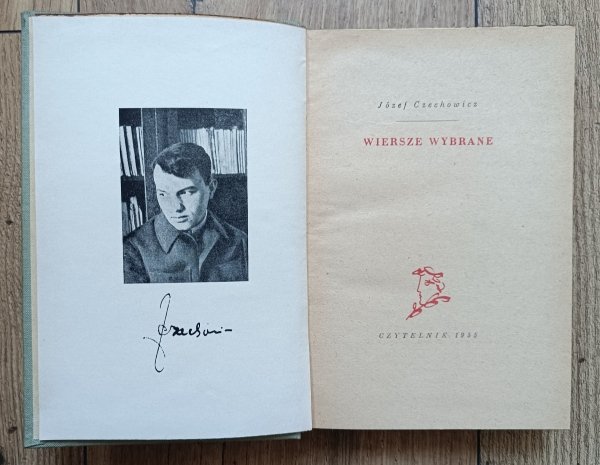 Józef Czechowicz
WIERSZE WYBRANE
CZYTELNIK 1955